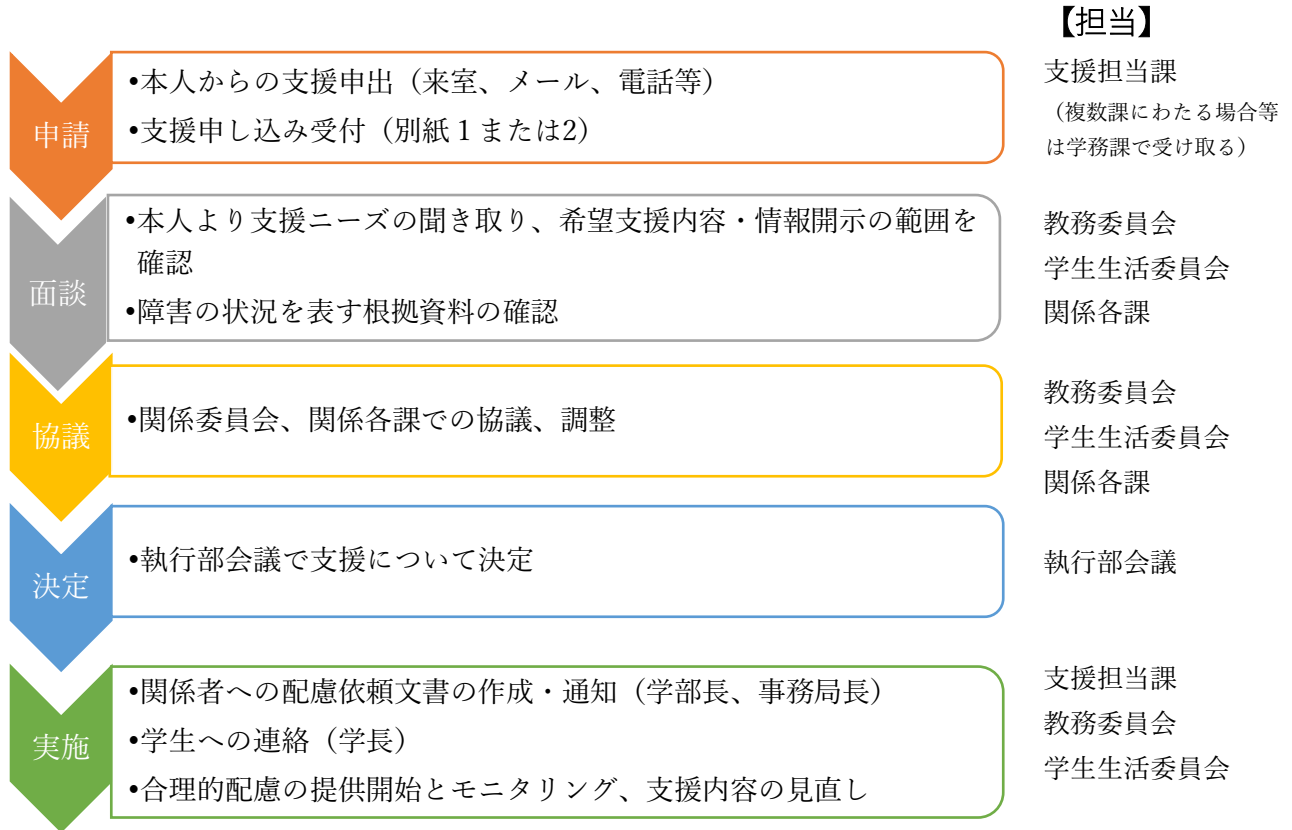 【担当】
申請
•本人からの支援申出（来室、メール、電話等）
•支援申し込み受付（別紙１または2）
支援担当課
（複数課にわたる場合等
は学務課で受け取る）
面談
•本人より支援ニーズの聞き取り、希望支援内容・情報開示の範囲を
確認
•障害の状況を表す根拠資料の確認
教務委員会
学生生活委員会
関係各課
協議
•関係委員会、関係各課での協議、調整
教務委員会
学生生活委員会
関係各課
決定
•執行部会議で支援について決定
執行部会議
実施
•関係者への配慮依頼文書の作成・通知（学部長、事務局長）
•学生への連絡（学長）
•合理的配慮の提供開始とモニタリング、支援内容の見直し
支援担当課
教務委員会
学生生活委員会